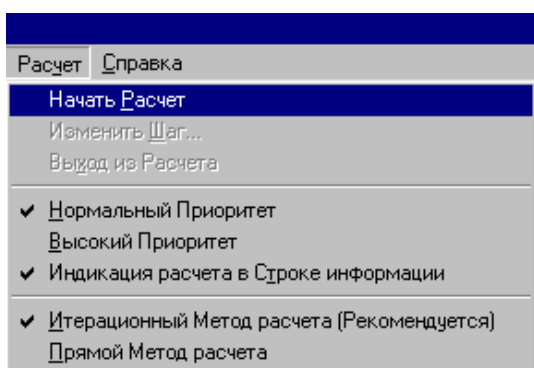 Расчет Справка
Начать Расчет
Изменить Шаг...
Выход из Расчета
Нормальный Приоритет
Высокий Приоритет
Индикация расчета в Строке информации
Итерационный Метод расчета (Рекомендуется)
Прямой Метод расчета